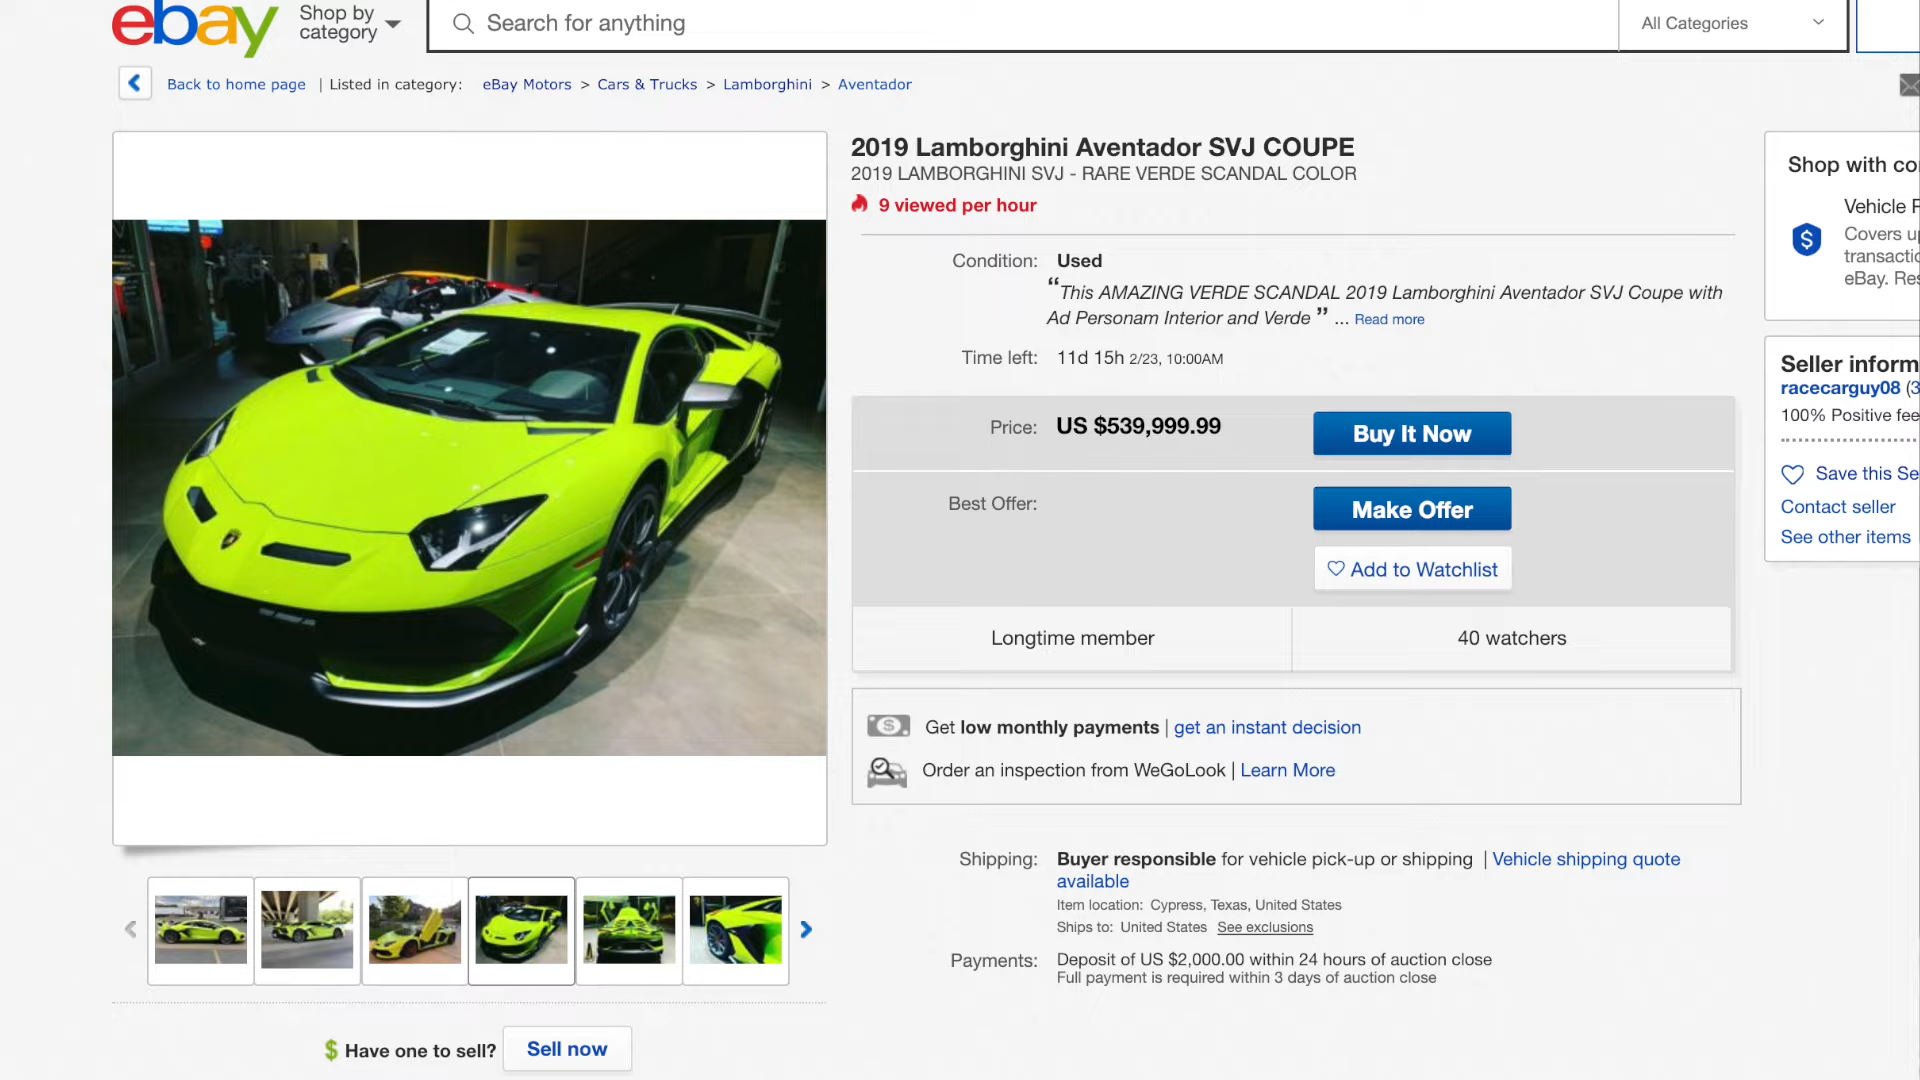 ebay
Shop by
category
Search for anything
All Categories
Back to home page | Listed in category: eBay Motors > Cars & Trucks > Lamborghini > Aventador
2019 Lamborghini Aventador SVJ COUPE
2019 LAMBORGHINI SVJ - RARE VERDE SCANDAL COLOR
9 viewed per hour
Condition: Used
“This AMAZING VERDE SCANDAL 2019 Lamborghini Aventador SVJ Coupe with
Ad Personam Interior and Verde ” ... Read more
Time left: 11d 15h 2/23, 10:00AM
Price: US $539,999.99
Buy It Now
Best Offer:
Make Offer
Add to Watchlist
Longtime member
40 watchers
Get low monthly payments | get an instant decision
Order an inspection from WeGoLook | Learn More
Shipping: Buyer responsible for vehicle pick-up or shipping | Vehicle shipping quote
available
Item location: Cypress, Texas, United States
Ships to: United States See exclusions
Payments: Deposit of US $2,000.00 within 24 hours of auction close
Full payment is required within 3 days of auction close
Shop with co
Vehicle P
Covers up
transactio
eBay. Res
Seller inform
racecarguy08 (3
100% Positive fee
Save this Se
Contact seller
See other items
$ Have one to sell? Sell now